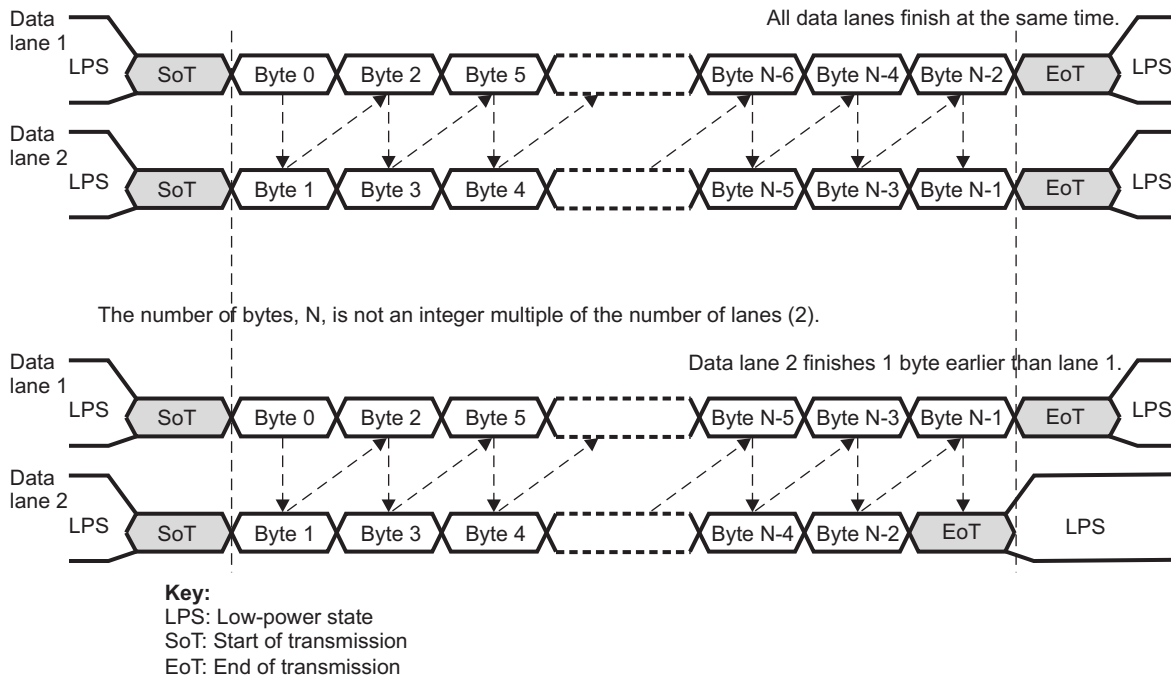 Data
lane 1
All data lanes finish at the same time.
LPS
SoT
Byte 0
Byte 2
Byte 5
Byte N-6
Byte N-4
Byte N-2
EoT
LPS
Data
lane 2
LPS
SoT
Byte 1
Byte 3
Byte 4
Byte N-5
Byte N-3
Byte N-1
EoT
LPS
The number of bytes, N, is not an integer multiple of the number of lanes (2).
Data
lane 1
Data lane 2 finishes 1 byte earlier than lane 1.
LPS
SoT
Byte 0
Byte 2
Byte 5
Byte N-5
Byte N-3
Byte N-1
EoT
LPS
Data
lane 2
LPS
SoT
Byte 1
Byte 3
Byte 4
Byte N-4
Byte N-2
EoT
LPS
Key:
LPS: Low-power state
SoT: Start of transmission
EoT: End of transmission